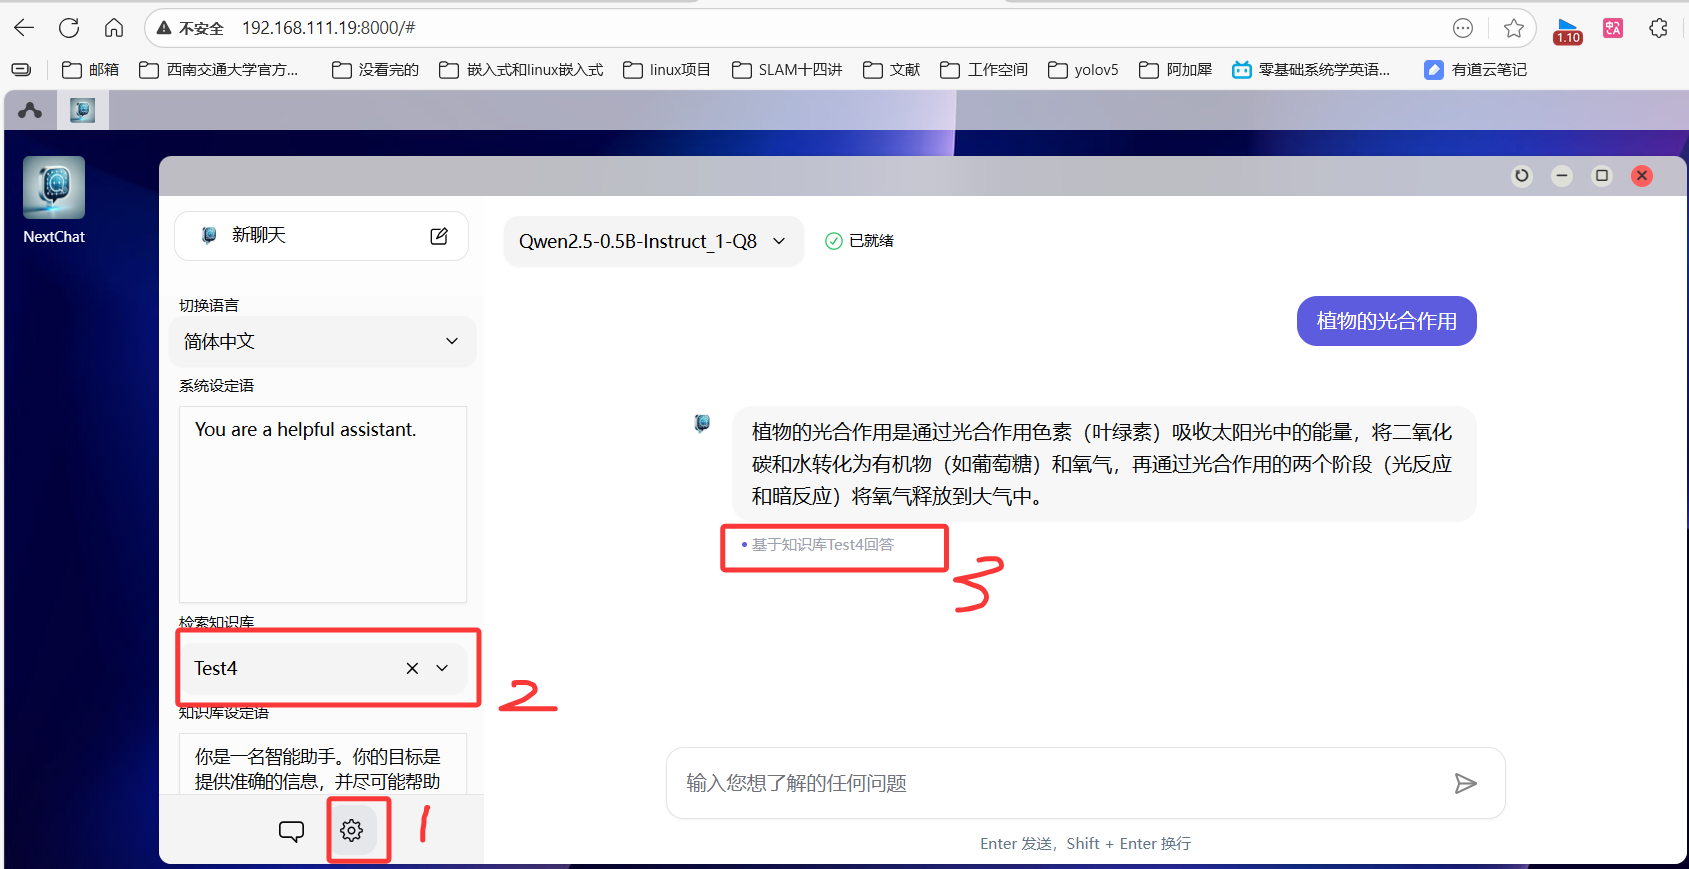 不安全 192.168.111.19:8000/#
1.10
邮箱 西南交通大学官方... 没看完的 嵌入式和linux嵌入式 linux项目 SLAM十四讲 文献 工作空间 yolov5 阿加犀 零基础系统学英语... 有道云笔记
NextChat
新聊天
Qwen2.5-0.5B-Instruct_1-Q8 已就绪
切换语言
简体中文
植物的光合作用
系统设定语
You are a helpful assistant.
植物的光合作用是通过光合作用色素（叶绿素）吸收太阳光中的能量，将二氧化
碳和水转化为有机物（如葡萄糖）和氧气，再通过光合作用的两个阶段（光反应
和暗反应）将氧气释放到大气中。
基于知识库Test4回答
3
检索知识库
Test4
2
知识库设定语
你是一名智能助手。你的目标是
提供准确的信息，并尽可能帮助
1
输入您想了解的任何问题
Enter 发送，Shift + Enter 换行